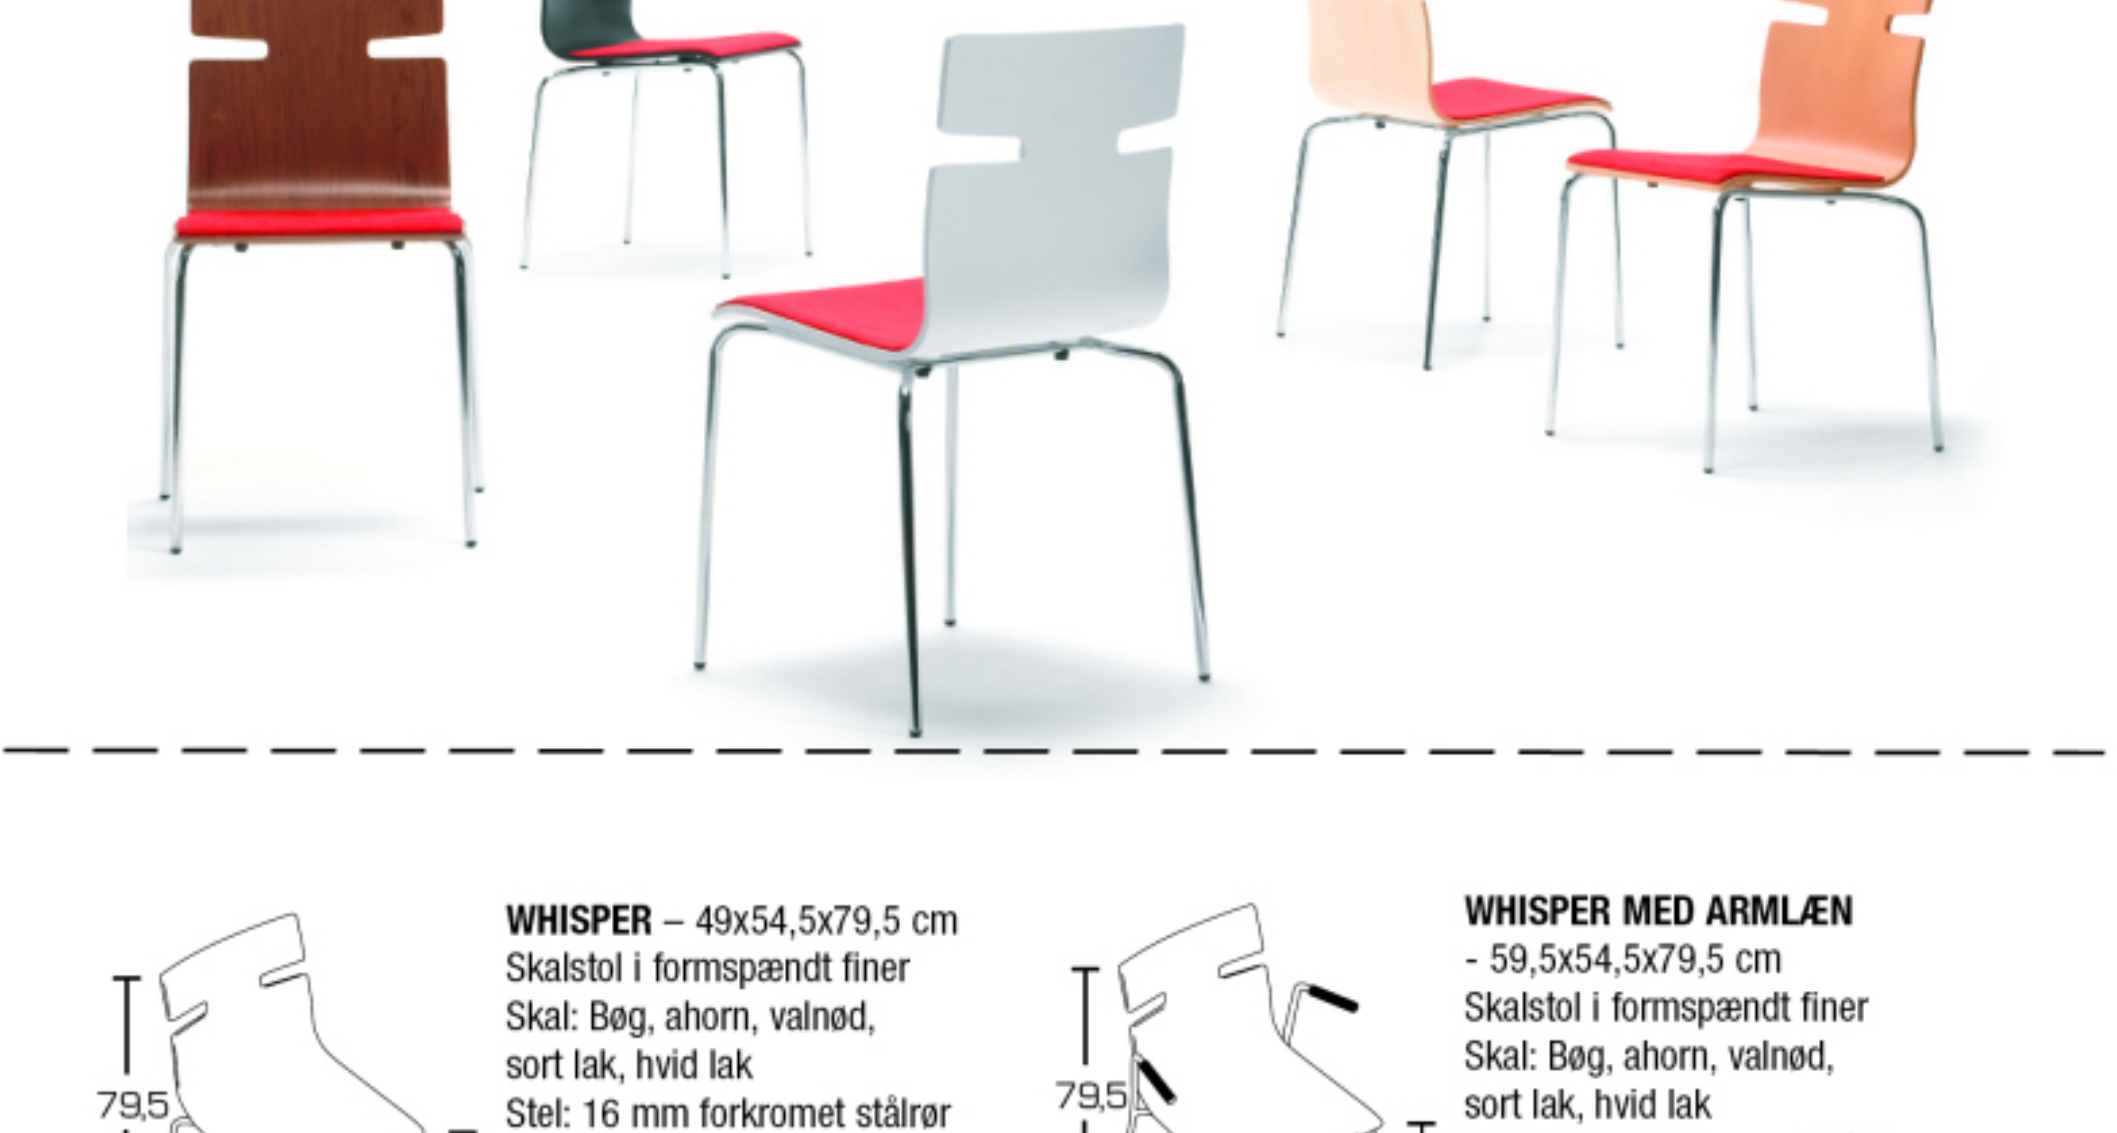 WHISPER – 49x54,5x79,5 cm
Skalstol i formspændt finer
Skal: Bøg, ahorn, valnød,
sort lak, hvid lak
Stel: 16 mm forkromet stålrør
79,5
WHISPER MED ARMLÆN
- 59,5x54,5x79,5 cm
Skalstol i formspændt finer
Skal: Bøg, ahorn, valnød,
sort lak, hvid lak
79,5